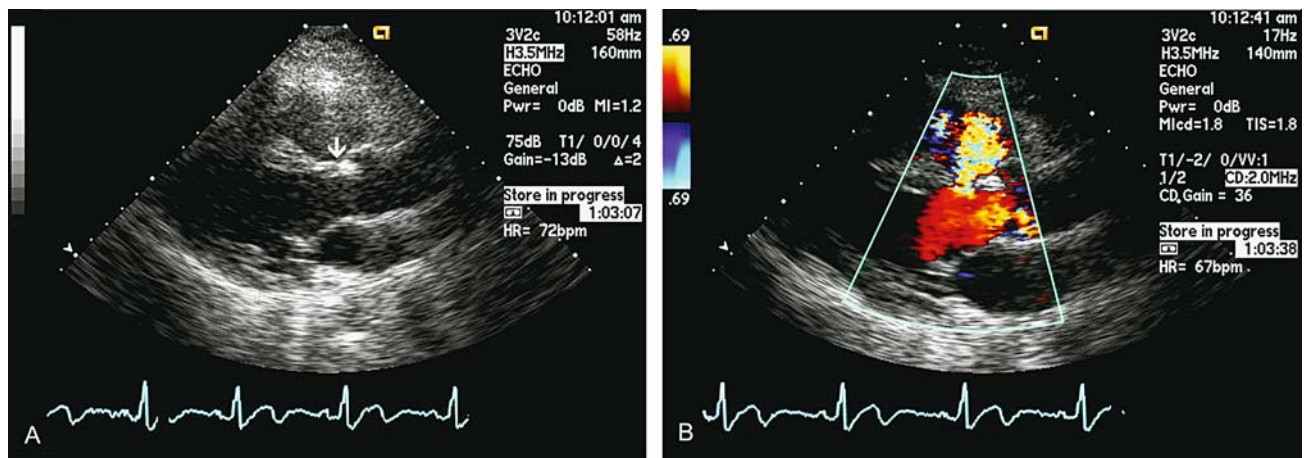 10:12:01 am
3V2c 58Hz
H3.5MHz 160mm
ECHO
General
Pwr= 0dB MI=1.2
75dB T1/ 0/0/4
Gain=-13dB Δ=2
Store in progress
1:03:07
HR= 72bpm
A
10:12:41 am
.69
3V2c 17Hz
H3.5MHz 140mm
ECHO
General
Pwr= 0dB
MIcd=1.8 TIS=1.8
T1/-2/ 0/VV:1
1/2 CD:2.0MHz
CD Gain = 36
.69
Store in progress
1:03:38
HR= 67bpm
B